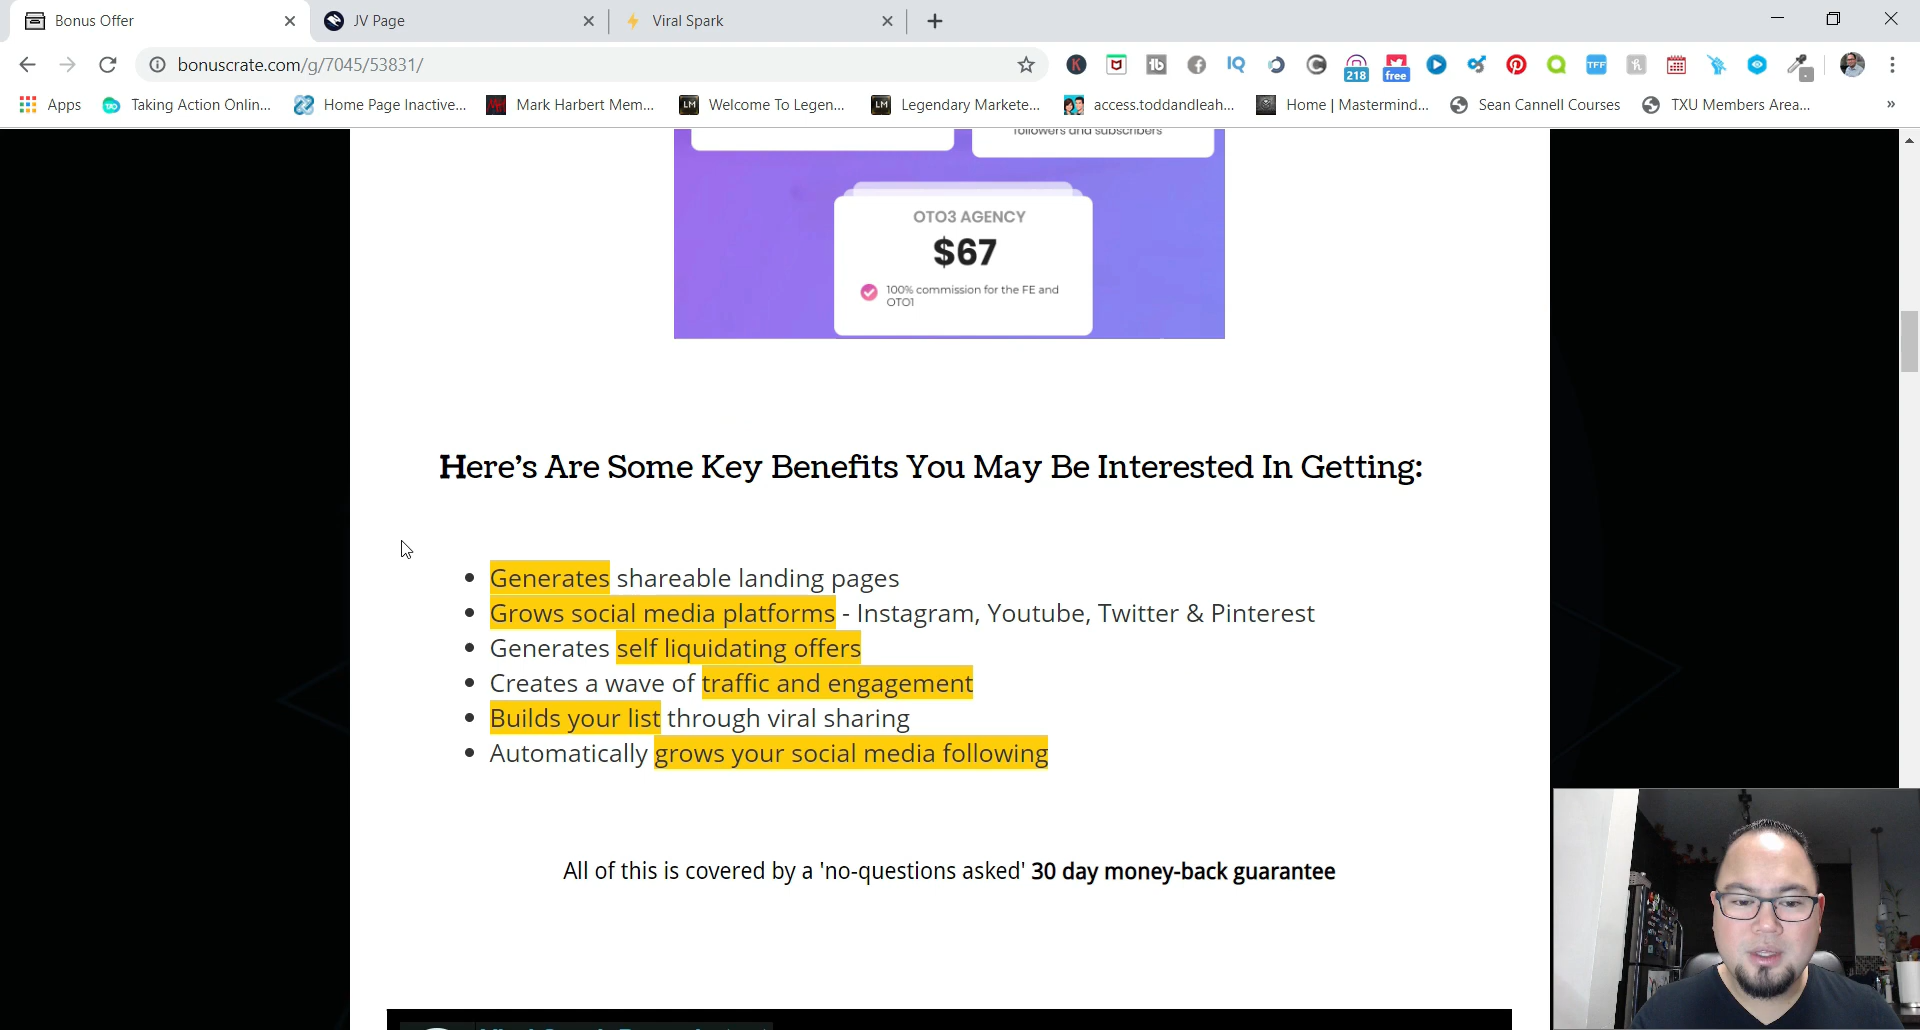 Bonus Offer
JV Page
Viral Spark
bonuscrate.com/g/7045/53831/
218
free
Apps
Taking Action Onlin...
Home Page Inactive...
Mark Harbert Mem...
Welcome To Legen...
Legendary Markete...
access.toddandleah...
Home | Mastermind...
Sean Cannell Courses
TXU Members Area...
followers and subscribers
OTO3 AGENCY
$67
100% commission for the FE and
OTO1
Here's Are Some Key Benefits You May Be Interested In Getting:
Generates shareable landing pages
Grows social media platforms - Instagram, Youtube, Twitter & Pinterest
Generates self liquidating offers
Creates a wave of traffic and engagement
Builds your list through viral sharing
Automatically grows your social media following
All of this is covered by a 'no-questions asked' 30 day money-back guarantee